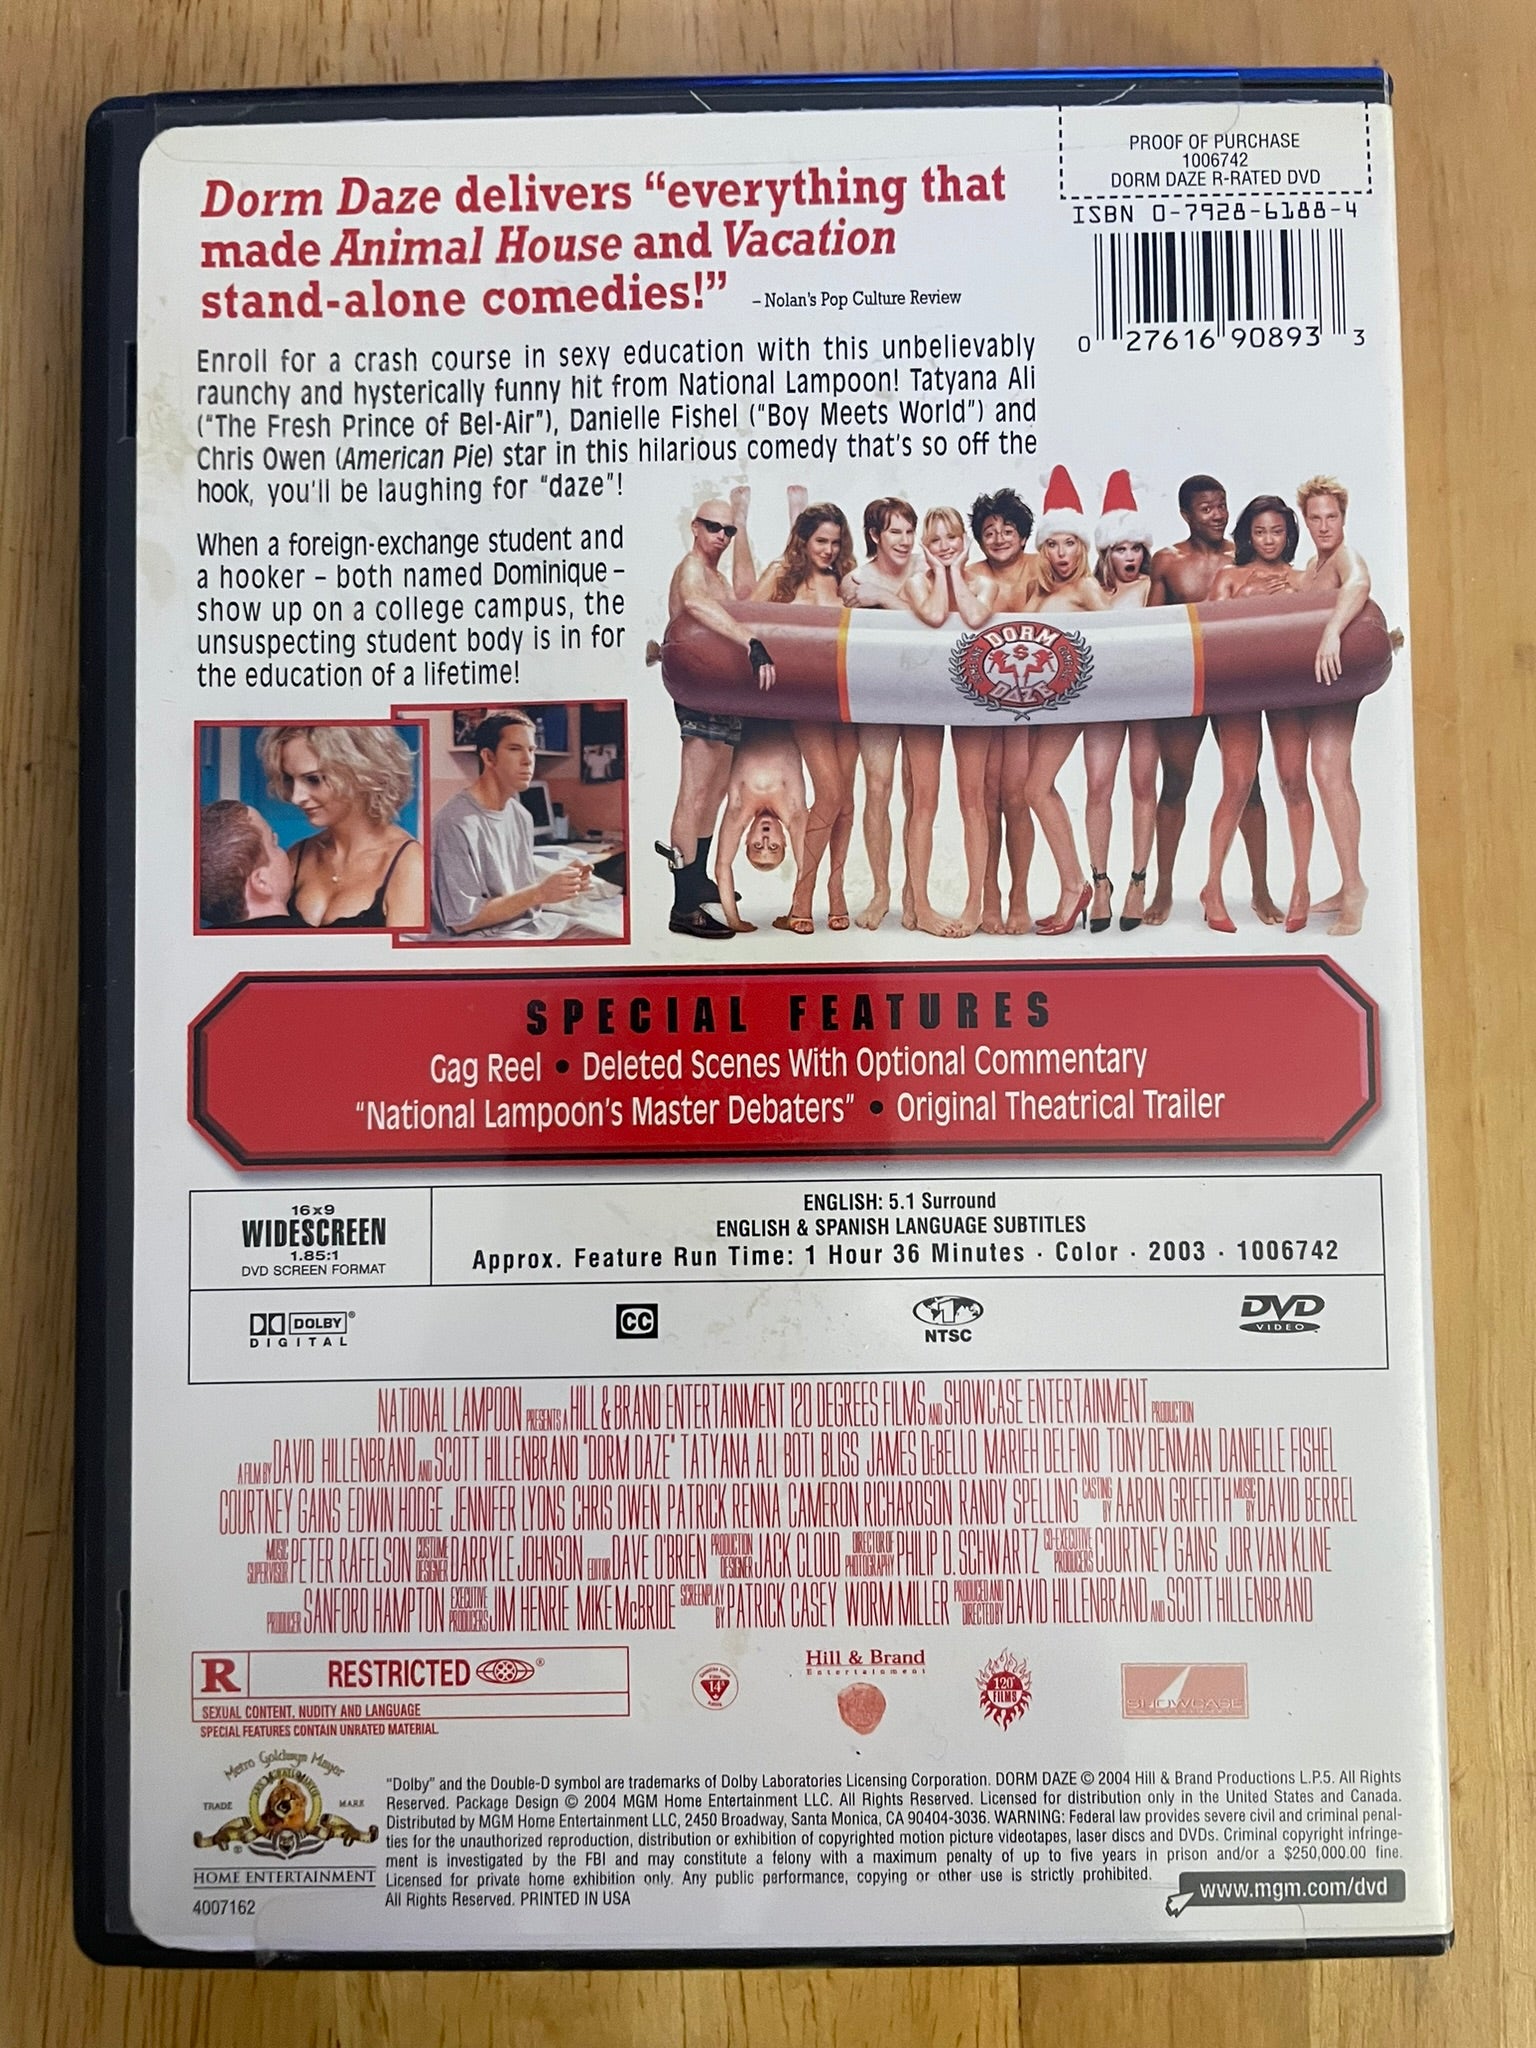 PROOF OF PURCHASE
1006742
DORM DAZE R-RATED DVD
ISBN 0-7928-6188-4
0 27616 90893 3
Dorm Daze delivers “everything that
made Animal House and Vacation
stand-alone comedies!” – Nolan's Pop Culture Review
Enroll for a crash course in sexy education with this unbelievably
raunchy and hysterically funny hit from National Lampoon! Tatyana Ali
("The Fresh Prince of Bel-Air"), Danielle Fishel ("Boy Meets World") and
Chris Owen (American Pie) star in this hilarious comedy that's so off the
hook, you'll be laughing for "daze"!
When a foreign-exchange student and
a hooker – both named Dominique –
show up on a college campus, the
unsuspecting student body is in for
the education of a lifetime!
DORM
DAZE
SPECIAL FEATURES
Gag Reel • Deleted Scenes With Optional Commentary
"National Lampoon's Master Debaters" • Original Theatrical Trailer
16x9
WIDESCREEN
1.85:1
DVD SCREEN FORMAT
ENGLISH: 5.1 Surround
ENGLISH & SPANISH LANGUAGE SUBTITLES
Approx. Feature Run Time: 1 Hour 36 Minutes · Color · 2003 · 1006742
DOLBY®
DIGITAL
CC
1
NTSC
DVD
VIDEO
NATIONAL LAMPOON PRESENTS A HILL & BRAND ENTERTAINMENT 120 DEGREES FILMS AND SHOWCASE ENTERTAINMENT PRODUCTION
A FILM BY DAVID HILLENBRAND AND SCOTT HILLENBRAND "DORM DAZE" TATYANA ALI BOTI BLISS JAMES DeBELLO MARIEH DELFINO TONY DENMAN DANIELLE FISHEL
COURTNEY GAINS EDWIN HODGE JENNIFER LYONS CHRIS OWEN PATRICK RENNA CAMERON RICHARDSON RANDY SPELLING CASTING BY AARON GRIFFITH MUSIC BY DAVID BERREL
MUSIC SUPERVISOR PETER RAFELSON COSTUME DESIGNER DARRYLE JOHNSON EDITOR DAVE O'BRIEN PRODUCTION DESIGNER JACK CLOUD DIRECTOR OF PHOTOGRAPHY PHILIP D. SCHWARTZ CO-EXECUTIVE PRODUCERS COURTNEY GAINS JOR VAN KLINE
PRODUCER SANFORD HAMPTON EXECUTIVE PRODUCERS JIM HENRIE MIKE McBRIDE SCREENPLAY BY PATRICK CASEY WORM MILLER PRODUCED AND DIRECTED BY DAVID HILLENBRAND AND SCOTT HILLENBRAND
R RESTRICTED ®
SEXUAL CONTENT, NUDITY AND LANGUAGE
SPECIAL FEATURES CONTAIN UNRATED MATERIAL
14A
Hill & Brand
Entertainment
120°
FILMS
SHOWCASE
Metro Goldwyn Mayer
TRADE MARK
HOME ENTERTAINMENT
4007162
"Dolby" and the Double-D symbol are trademarks of Dolby Laboratories Licensing Corporation. DORM DAZE © 2004 Hill & Brand Productions L.P.5. All Rights
Reserved. Package Design © 2004 MGM Home Entertainment LLC. All Rights Reserved. Licensed for distribution only in the United States and Canada.
Distributed by MGM Home Entertainment LLC, 2450 Broadway, Santa Monica, CA 90404-3036. WARNING: Federal law provides severe civil and criminal penal-
ties for the unauthorized reproduction, distribution or exhibition of copyrighted motion picture videotapes, laser discs and DVDs. Criminal copyright infringe-
ment is investigated by the FBI and may constitute a felony with a maximum penalty of up to five years in prison and/or a $250,000.00 fine.
Licensed for private home exhibition only. Any public performance, copying or other use is strictly prohibited.
All Rights Reserved. PRINTED IN USA
www.mgm.com/dvd